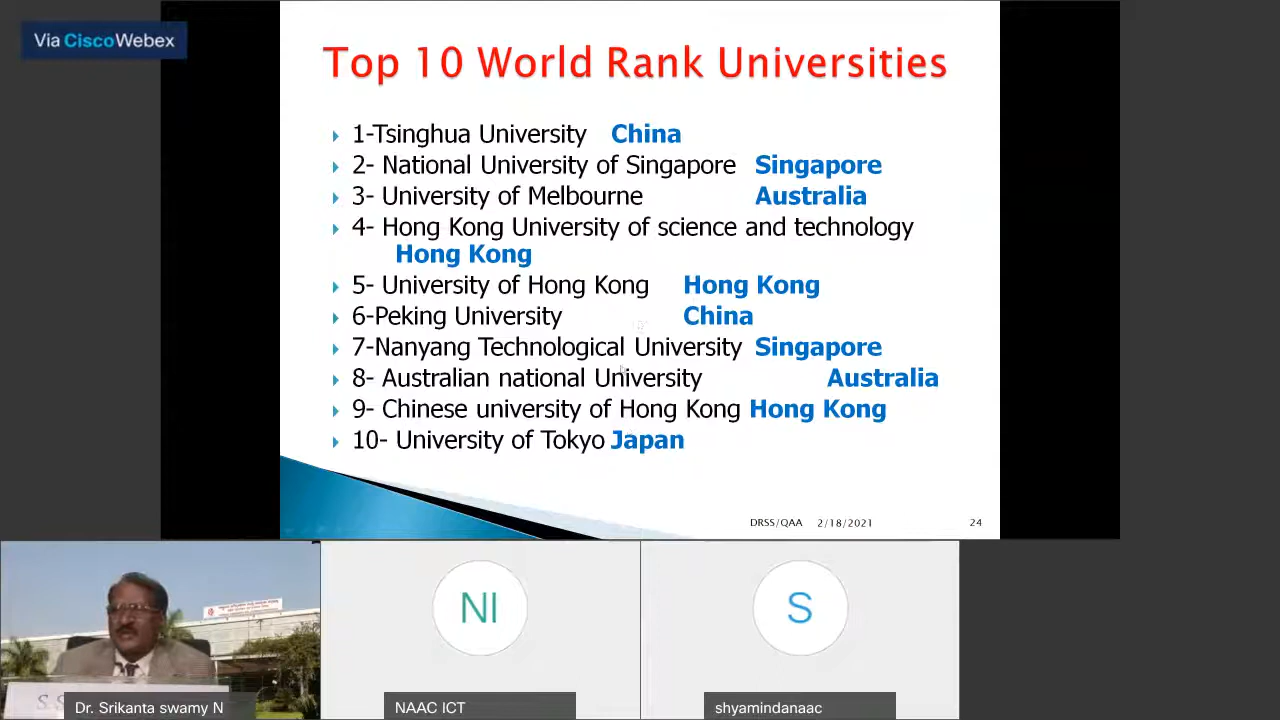 Via CiscoWebex
Top 10 World Rank Universities
1-Tsinghua University China
2- National University of Singapore Singapore
3- University of Melbourne Australia
4- Hong Kong University of science and technology
Hong Kong
5- University of Hong Kong Hong Kong
6-Peking University China
7-Nanyang Technological University Singapore
8- Australian national University Australia
9- Chinese university of Hong Kong Hong Kong
10- University of Tokyo Japan
DRSS/QAA 2/18/2021 24
NI
S
Dr. Srikanta swamy N
NAAC ICT
shyamindanaac